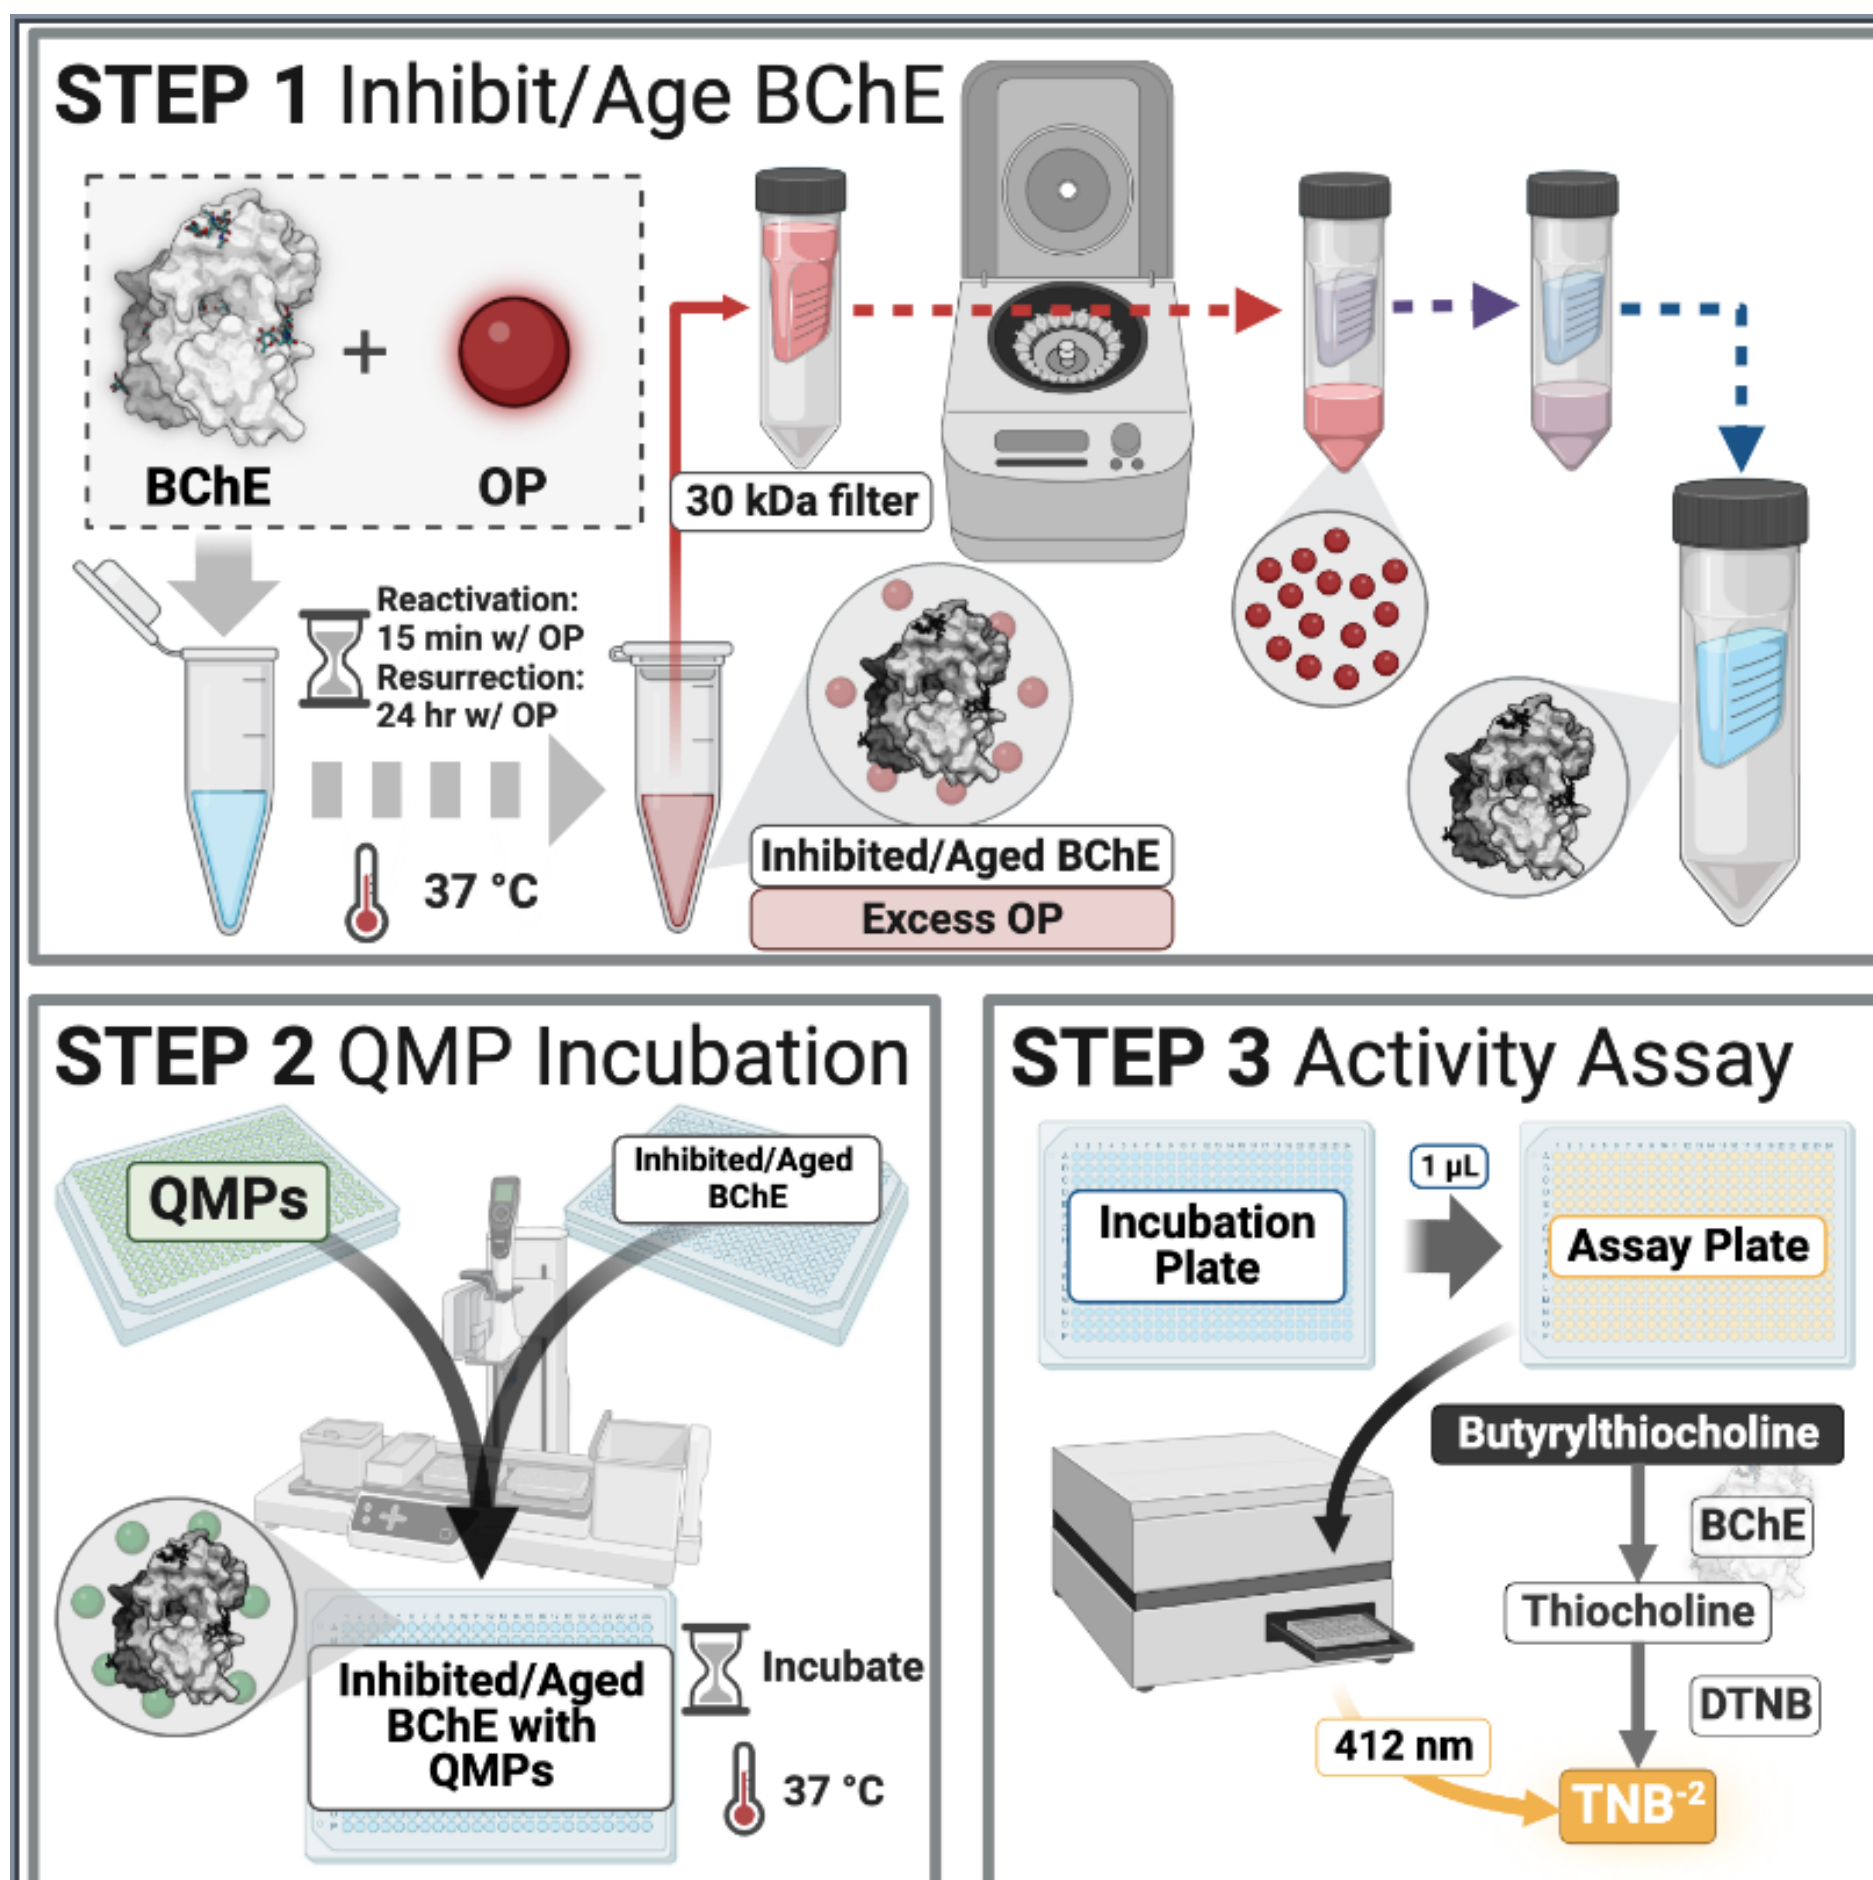 STEP 1 Inhibit/Age BChE
BChE
+
OP
30 kDa filter
Reactivation:
15 min w/ OP
Resurrection:
24 hr w/ OP
37 °C
Inhibited/Aged BChE
Excess OP
STEP 2 QMP Incubation
QMPs
Inhibited/Aged
BChE
Inhibited/Aged
BChE with
QMPs
Incubate
37 °C
STEP 3 Activity Assay
Incubation
Plate
1 µL
Assay Plate
Butyrylthiocholine
BChE
Thiocholine
DTNB
412 nm
TNB⁻²